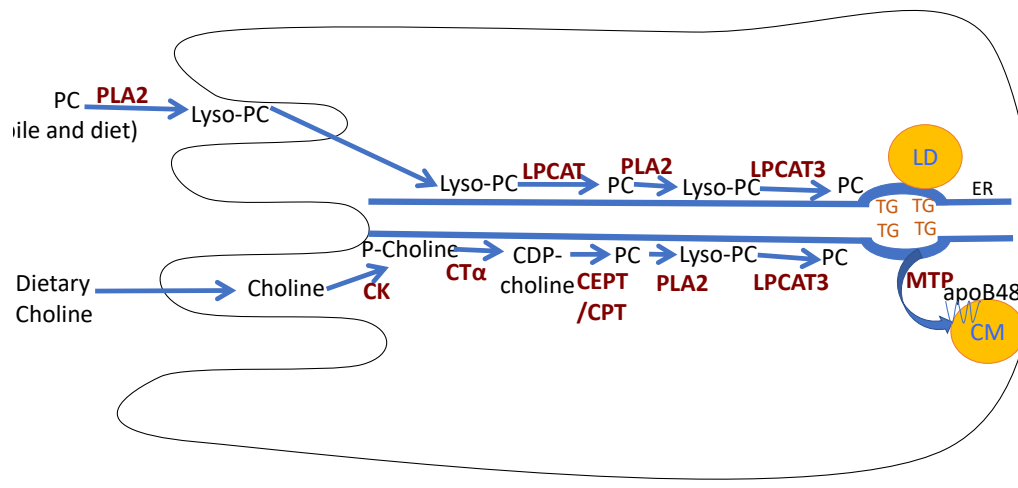 PC PLA2 Lyso-PC
pile and diet)
Lyso-PC LPCAT PC PLA2 Lyso-PC LPCAT3 PC
LD
ER
TG TG
TG TG
P-Choline CTα CDP-
choline CEPT
/CPT PC PLA2 Lyso-PC LPCAT3 PC
MTP
apoB48
CM
Dietary
Choline
Choline CK